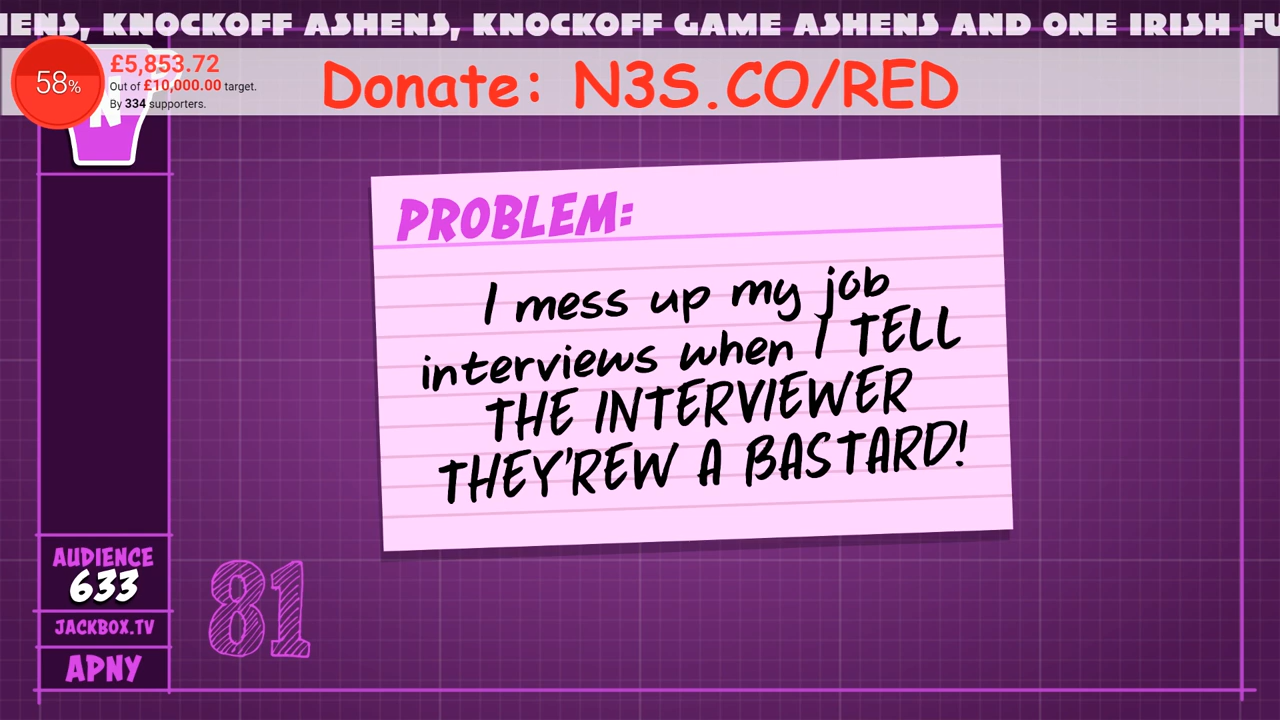 IENS, KNOCKOFF ASHENS, KNOCKOFF GAME ASHENS AND ONE IRISH FU
58%
£5,853.72
Out of £10,000.00 target.
By 334 supporters.
Donate: N3S.CO/RED
N
PROBLEM:
I mess up my job
interviews when I TELL
THE INTERVIEWER
THEY'REW A BASTARD!
AUDIENCE
633
JACKBOX.TV
APNY
81